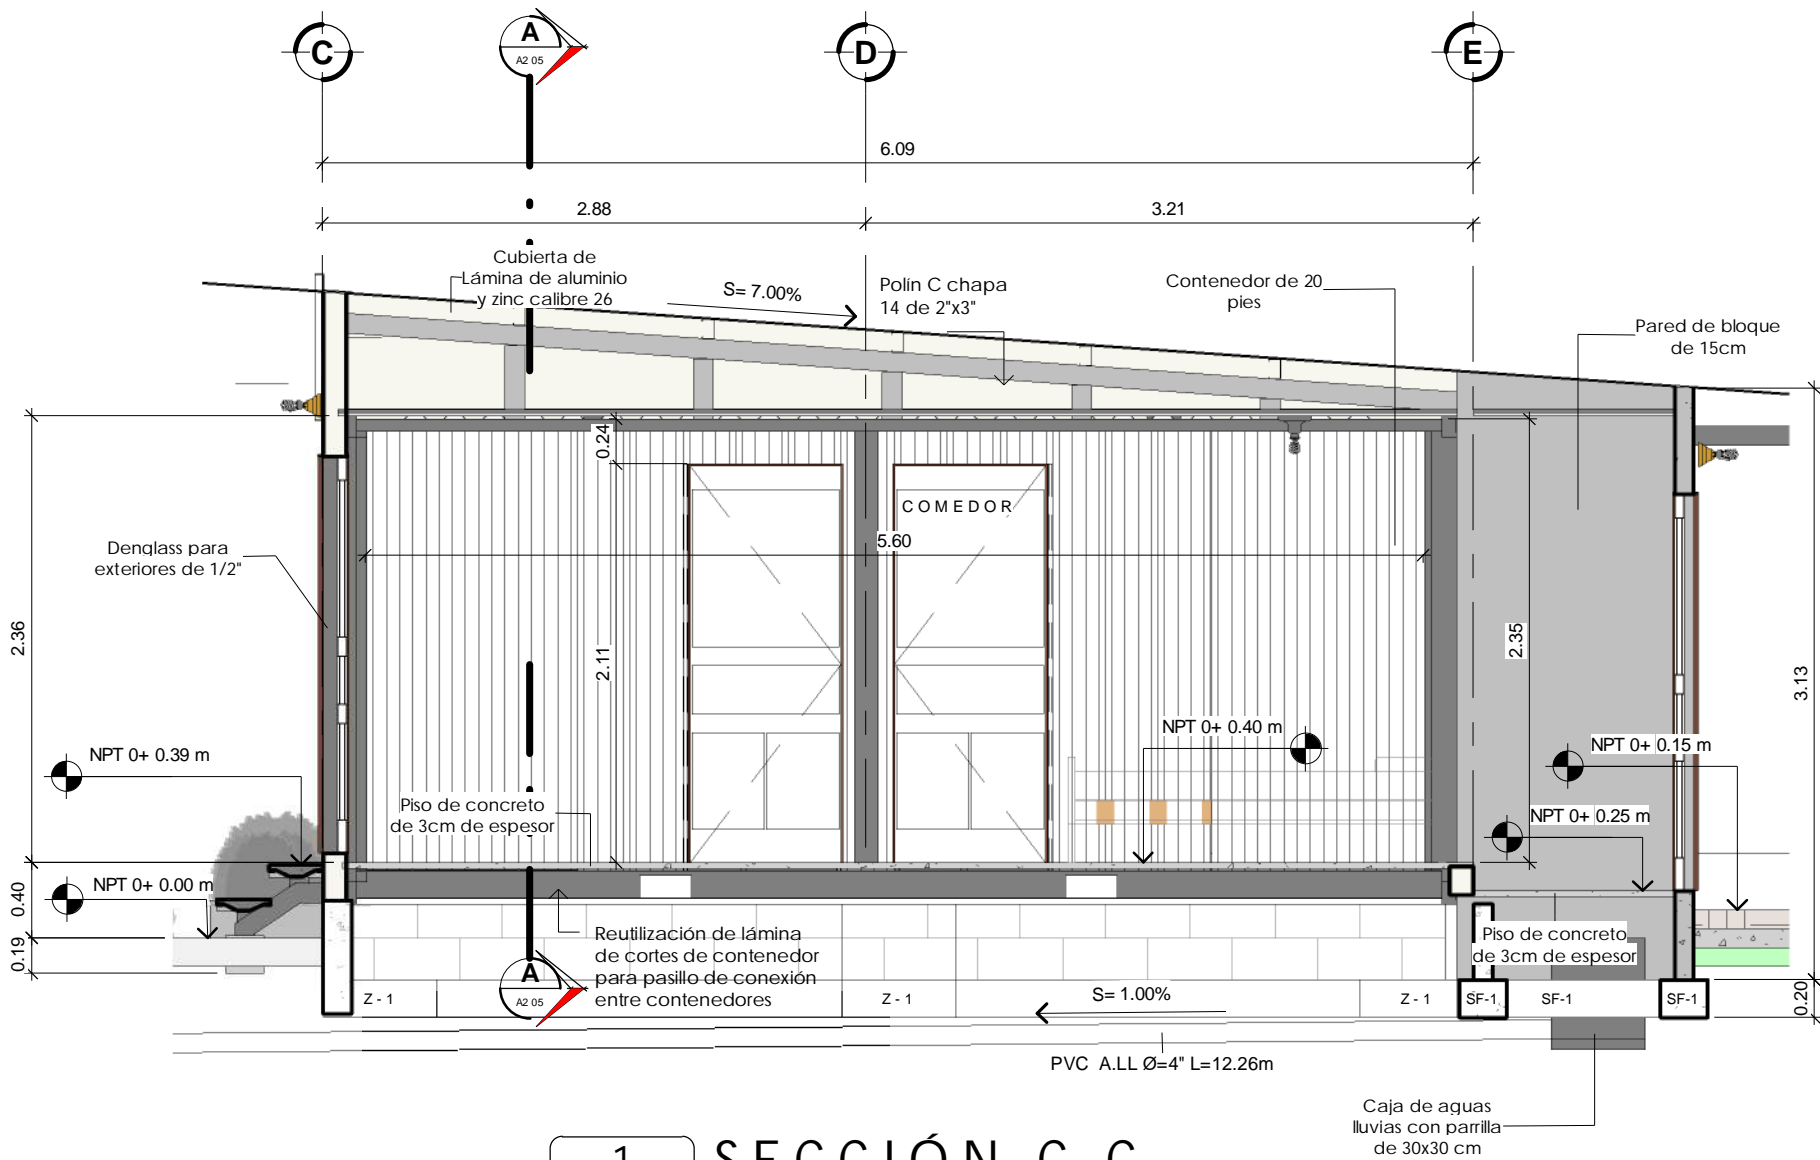 C
A
A2 05
D
E
6.09
2.88
3.21
Cubierta de
Lámina de aluminio
y zinc calibre 26
S= 7.00%
Polín C chapa
14 de 2"x3"
Contenedor de 20
pies
Pared de bloque
de 15cm
0.24
COMEDOR
5.60
Denglass para
exteriores de 1/2"
2.36
2.11
2.35
3.13
NPT 0+ 0.39 m
NPT 0+ 0.40 m
NPT 0+ 0.15 m
Piso de concreto
de 3cm de espesor
NPT 0+ 0.25 m
NPT 0+ 0.00 m
0.40
0.19
Reutilización de lámina
de cortes de contenedor
para pasillo de conexión
entre contenedores
Piso de concreto
de 3cm de espesor
A
A2 05
Z - 1
Z - 1
S= 1.00%
Z - 1
SF-1
SF-1
SF-1
0.20
PVC A.LL Ø=4" L=12.26m
Caja de aguas
lluvias con parrilla
de 30x30 cm
1
SECCIÓN C C